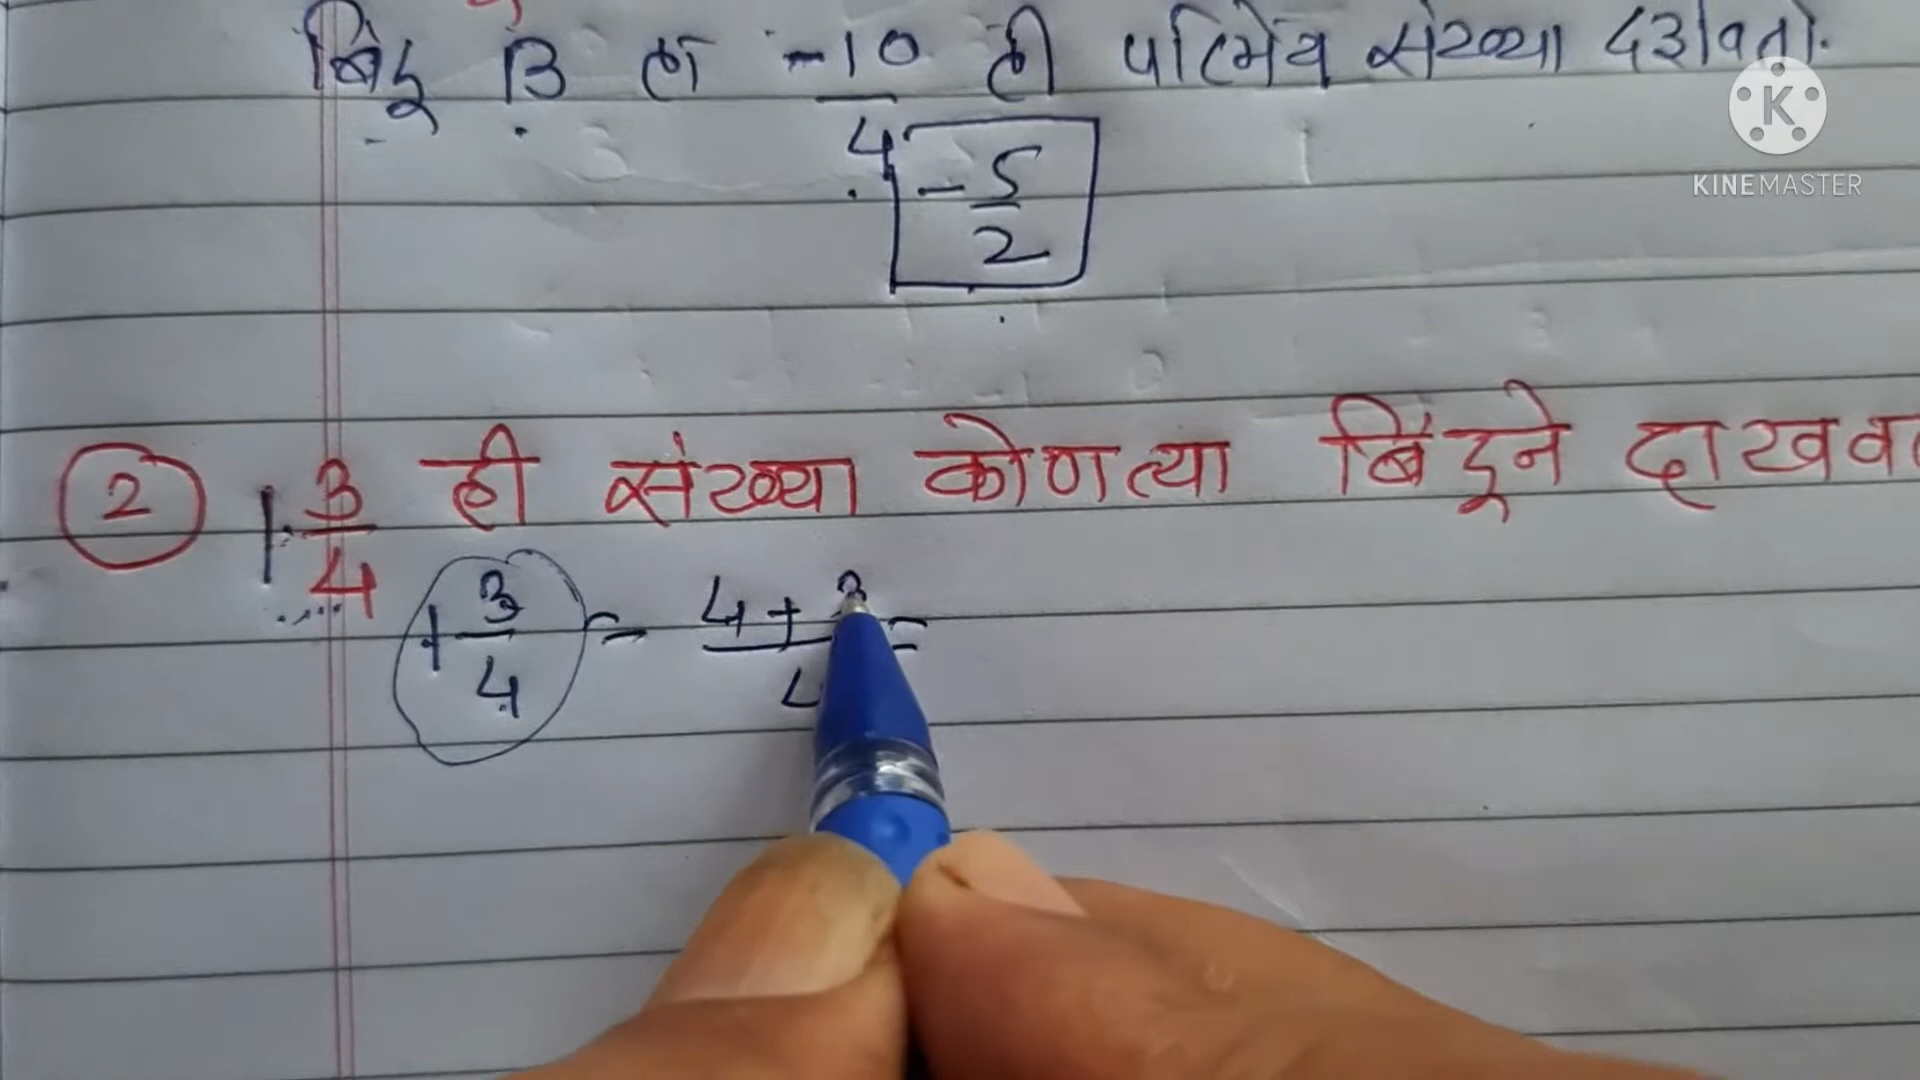 बिंदू B हा -10/4 ही परिमेय संख्या दर्शवतो.
-5/2
KINEMASTER
2 1 3/4 ही संख्या कोणत्या बिंदूने दाखव
1 3/4 = 4+3/4 =